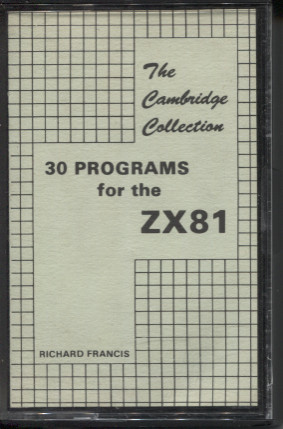 The
Cambridge
Collection
30 PROGRAMS
for the
ZX81
RICHARD FRANCIS